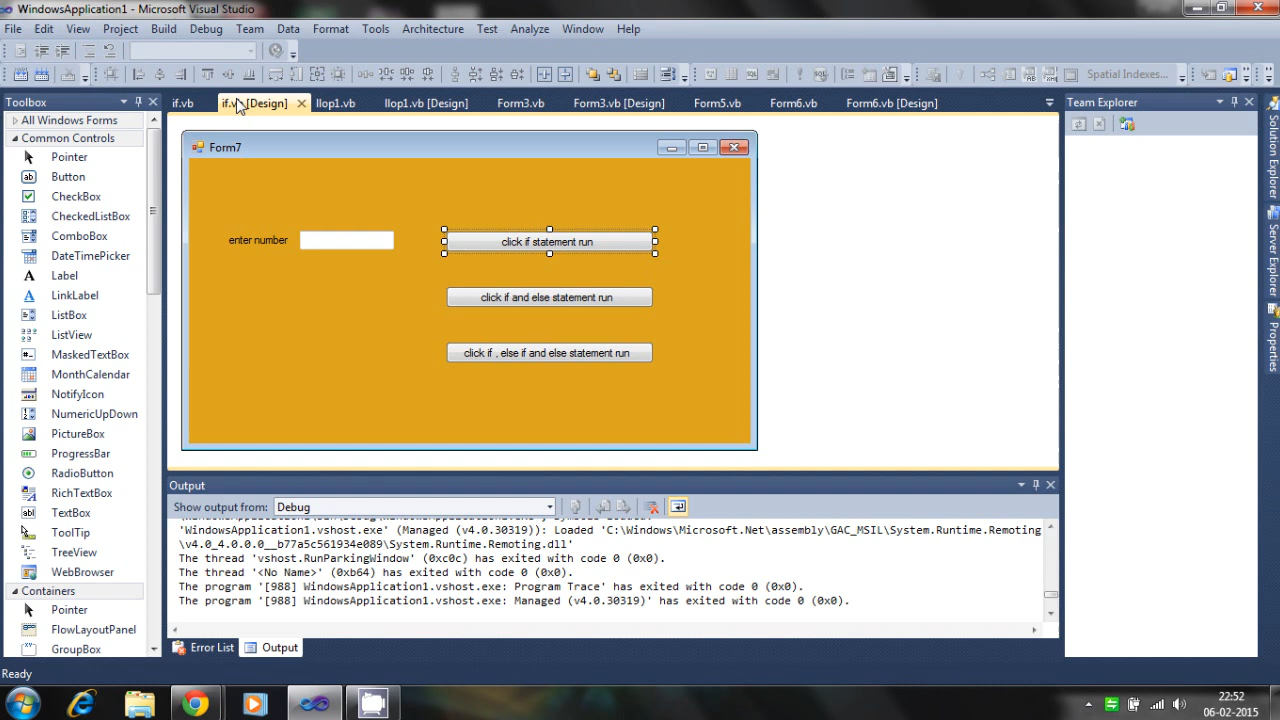 WindowsApplication1 - Microsoft Visual Studio
File Edit View Project Build Debug Team Data Format Tools Architecture Test Analyze Window Help
Spatial Indexes...
Toolbox
if.vb
if.vb [Design]
llop1.vb
llop1.vb [Design]
Form3.vb
Form3.vb [Design]
Form5.vb
Form6.vb
Form6.vb [Design]
Team Explorer
All Windows Forms
Common Controls
Pointer
Button
CheckBox
CheckedListBox
ComboBox
DateTimePicker
Label
LinkLabel
ListBox
ListView
MaskedTextBox
MonthCalendar
NotifyIcon
NumericUpDown
PictureBox
ProgressBar
RadioButton
RichTextBox
TextBox
ToolTip
TreeView
WebBrowser
Containers
Pointer
FlowLayoutPanel
GroupBox
Form7
enter number
click if statement run
click if and else statement run
click if , else if and else statement run
Solution Explorer
Server Explorer
Properties
Output
Show output from: Debug
'WindowsApplication1.vshost.exe' (Managed (v4.0.30319)): Loaded 'C:\Windows\Microsoft.Net\assembly\GAC_MSIL\System.Runtime.Remoting
\v4.0_4.0.0.0__b77a5c561934e089\System.Runtime.Remoting.dll'
The thread 'vshost.RunParkingWindow' (0xc0c) has exited with code 0 (0x0).
The thread '<No Name>' (0xb64) has exited with code 0 (0x0).
The program '[988] WindowsApplication1.vshost.exe: Program Trace' has exited with code 0 (0x0).
The program '[988] WindowsApplication1.vshost.exe: Managed (v4.0.30319)' has exited with code 0 (0x0).
Error List
Output
Ready
22:52
06-02-2015